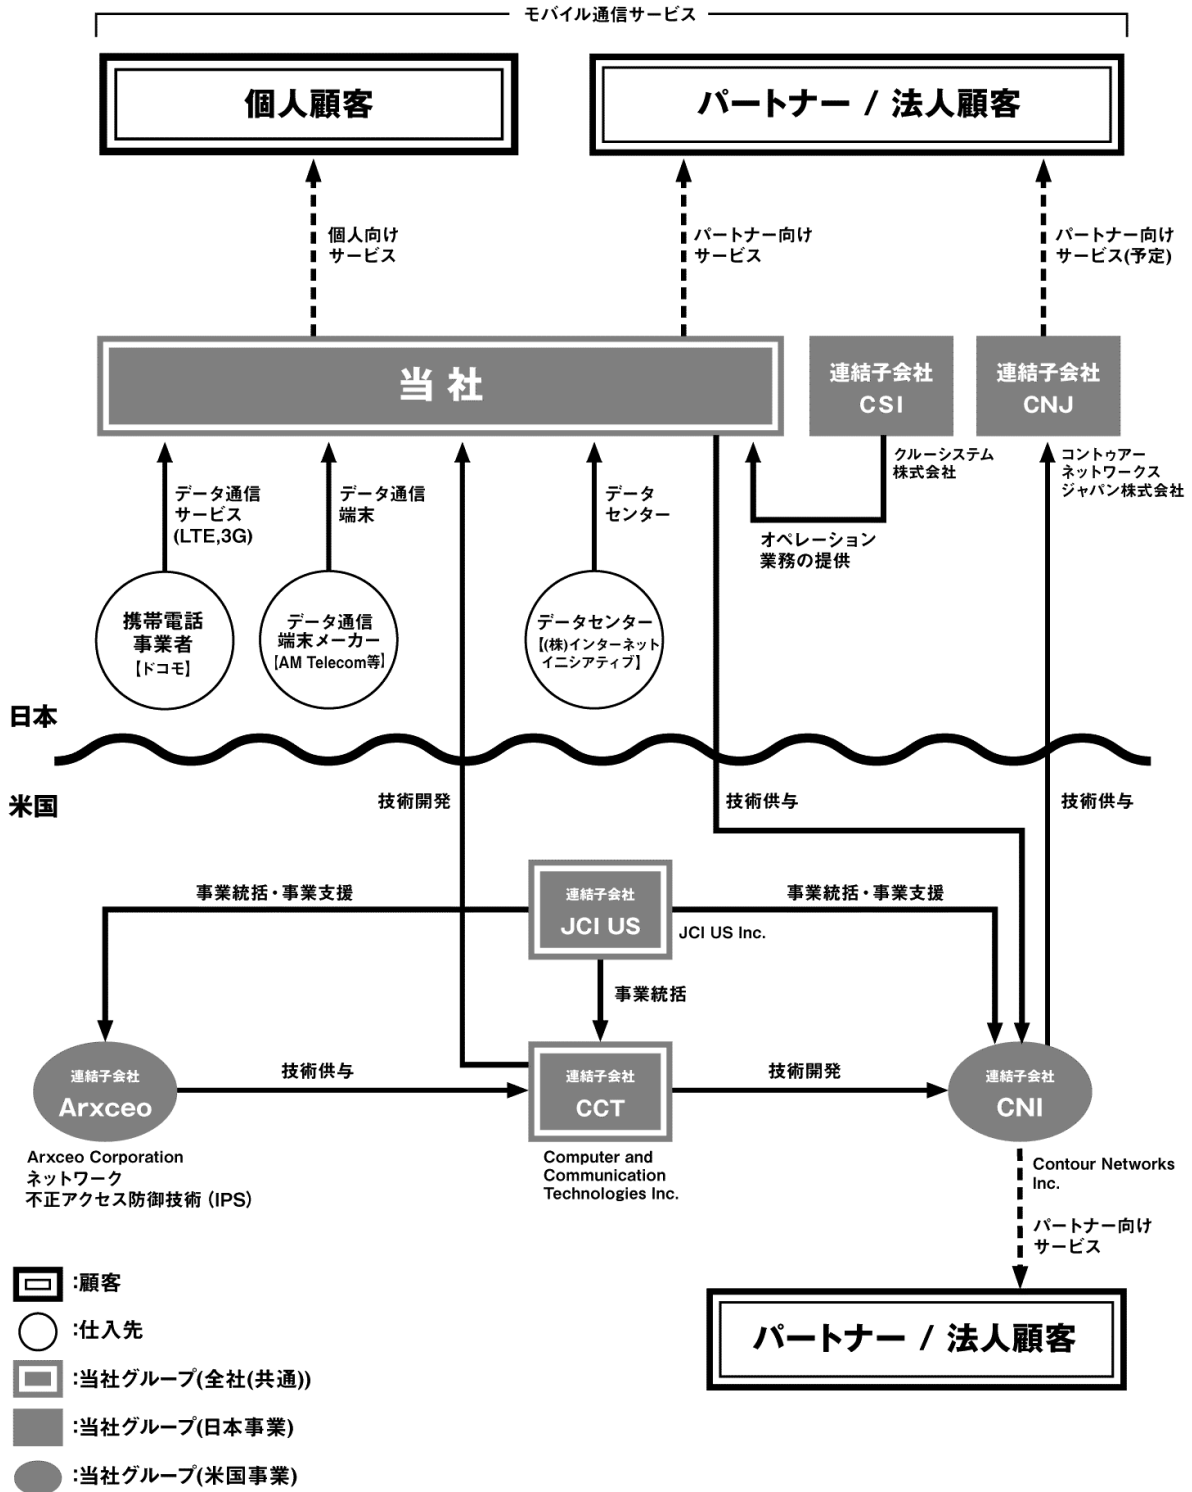 モバイル通信サービス
個人顧客
パートナー / 法人顧客
個人向け
サービス
パートナー向け
サービス
パートナー向け
サービス(予定)
当社
連結子会社
CSI
連結子会社
CNJ
クルーシステム
株式会社
コントゥアー
ネットワークス
ジャパン株式会社
データ通信
サービス
(LTE,3G)
データ通信
端末
データ
センター
オペレーション
業務の提供
携帯電話
事業者
【ドコモ】
データ通信
端末メーカー
【AM Telecom等】
データセンター
【(株)インターネット
イニシアティブ】
日本
米国
技術開発
技術供与
技術供与
事業統括・事業支援
連結子会社
JCI US
JCI US Inc.
事業統括・事業支援
事業統括
連結子会社
Arxceo
技術供与
連結子会社
CCT
技術開発
連結子会社
CNI
Arxceo Corporation
ネットワーク
不正アクセス防御技術（IPS）
Computer and
Communication
Technologies Inc.
Contour Networks
Inc.
パートナー向け
サービス
パートナー / 法人顧客
:顧客
:仕入先
:当社グループ(全社(共通))
:当社グループ(日本事業)
:当社グループ(米国事業)